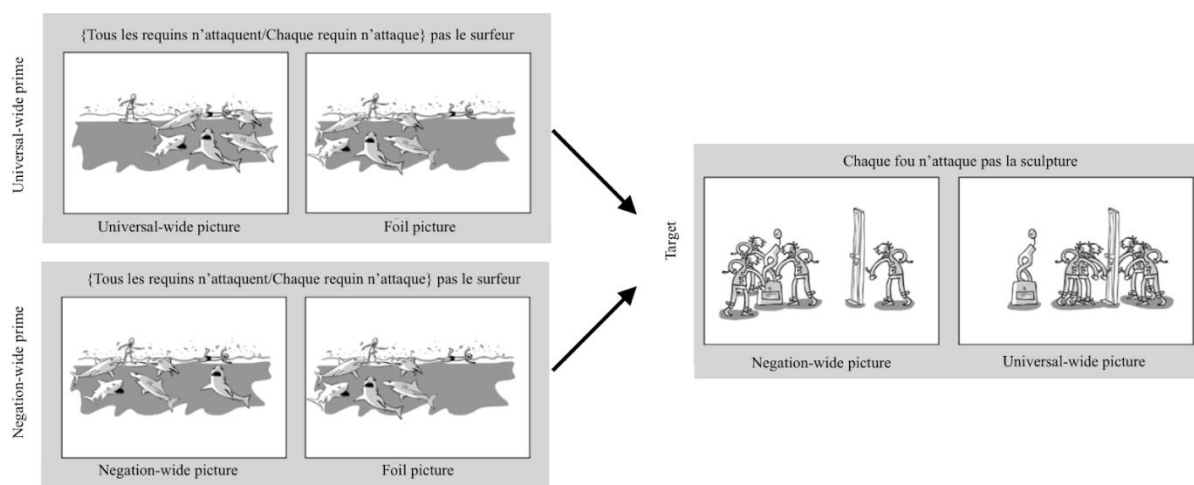 Universal-wide prime
{Tous les requins n'attaquent/Chaque requin n'attaque} pas le surfeur
Universal-wide picture
Foil picture
Negation-wide prime
{Tous les requins n'attaquent/Chaque requin n'attaque} pas le surfeur
Negation-wide picture
Foil picture
Target
Chaque fou n'attaque pas la sculpture
Negation-wide picture
Universal-wide picture